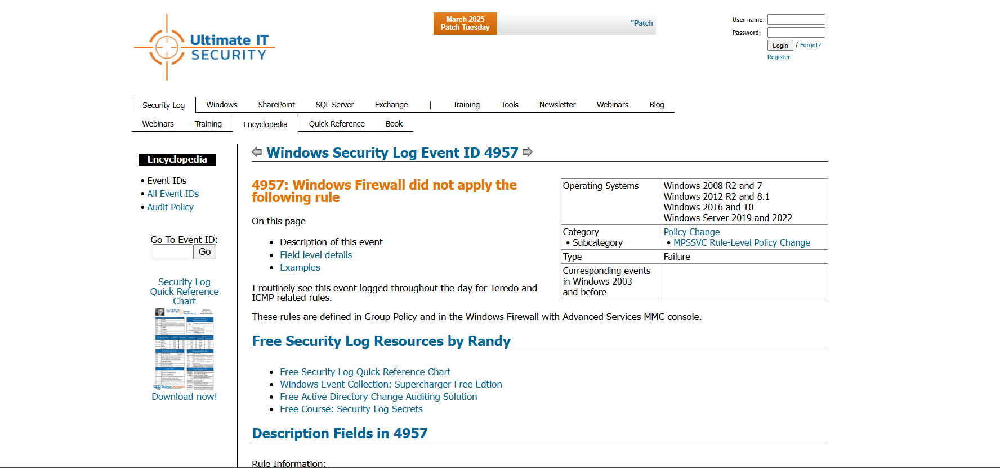 Ultimate IT
SECURITY
March 2025
Patch Tuesday
"Patch
User name:
Password:
Login / Forgot?
Register
Security Log Windows SharePoint SQL Server Exchange | Training Tools Newsletter Webinars Blog
Webinars Training Encyclopedia Quick Reference Book
Encyclopedia
• Event IDs
• All Event IDs
• Audit Policy
Go To Event ID:
Go
Security Log
Quick Reference
Chart
Download now!
Windows Security Log Event ID 4957
4957: Windows Firewall did not apply the
following rule
On this page
• Description of this event
• Field level details
• Examples
I routinely see this event logged throughout the day for Teredo and
ICMP related rules.
Operating Systems
Windows 2008 R2 and 7
Windows 2012 R2 and 8.1
Windows 2016 and 10
Windows Server 2019 and 2022
Category
• Subcategory
Policy Change
• MPSSVC Rule-Level Policy Change
Type
Failure
Corresponding events
in Windows 2003
and before
These rules are defined in Group Policy and in the Windows Firewall with Advanced Services MMC console.
Free Security Log Resources by Randy
• Free Security Log Quick Reference Chart
• Windows Event Collection: Supercharger Free Edtion
• Free Active Directory Change Auditing Solution
• Free Course: Security Log Secrets
Description Fields in 4957
Rule Information: